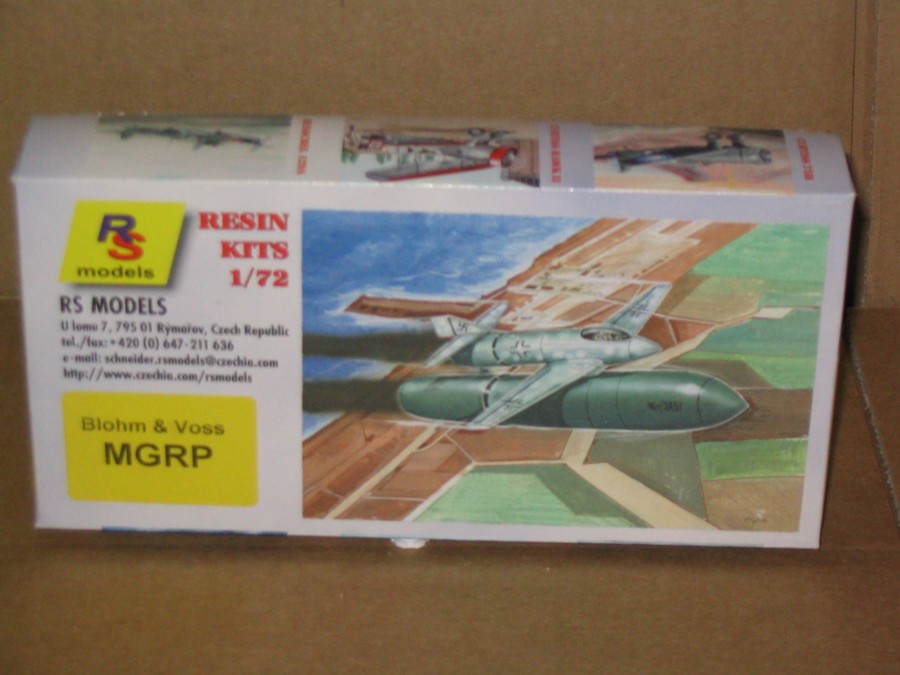 RS
models
RESIN
KITS
1/72
RS MODELS
U lomu 7, 795 01 Rýmařov, Czech Republic
tel./fax: +420 (0) 647-211 636
e-mail: schneider.rsmodels@czechia.com
http://www.czechia.com/rsmodels
Blohm & Voss
MGRP